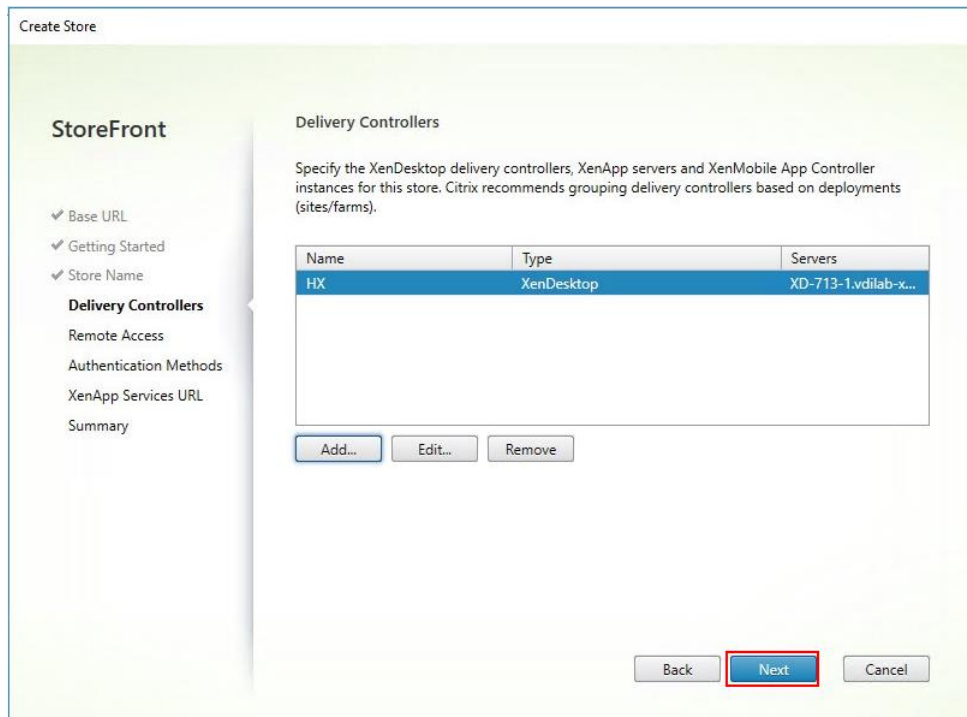 Create Store
StoreFront
Base URL
Getting Started
Store Name
Delivery Controllers
Remote Access
Authentication Methods
XenApp Services URL
Summary
Delivery Controllers
Specify the XenDesktop delivery controllers, XenApp servers and XenMobile App Controller
instances for this store. Citrix recommends grouping delivery controllers based on deployments
(sites/farms).
Name Type Servers
HX XenDesktop XD-713-1.vdilab-x...
Add... Edit... Remove
Back Next Cancel